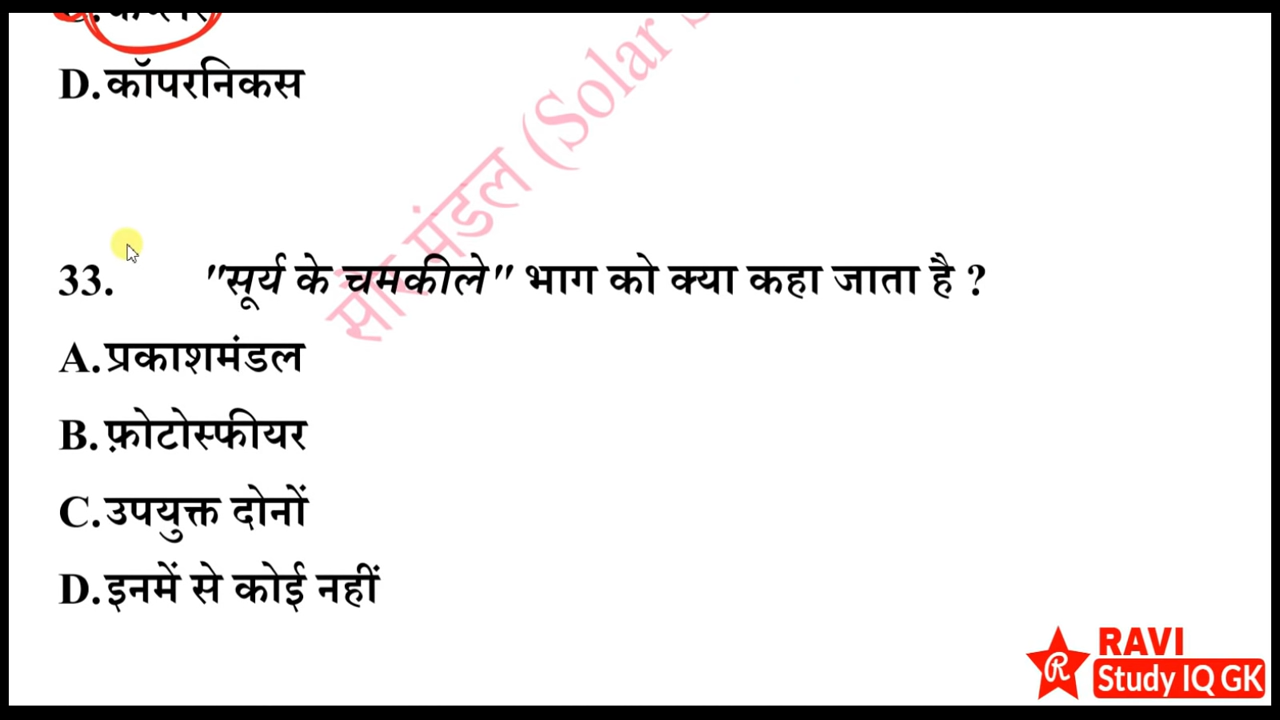 D.कॉपरनिकस
सौर मंडल (Solar
33. "सूर्य के चमकीले" भाग को क्या कहा जाता है ?
A.प्रकाशमंडल
B.फ़ोटोस्फीयर
C.उपयुक्त दोनों
D.इनमें से कोई नहीं
RAVI
R
Study IQ GK